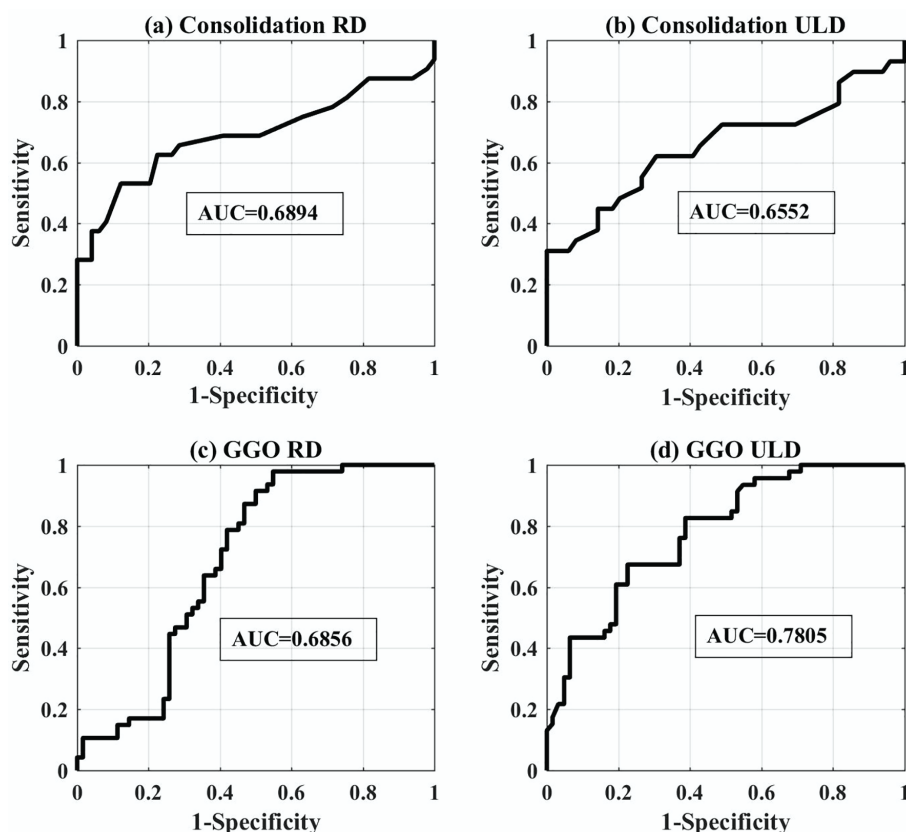 (a) Consolidation RD
1
0.8
0.6
0.4
0.2
0
Sensitivity
AUC=0.6894
0 0.2 0.4 0.6 0.8 1
1-Specificity
(b) Consolidation ULD
1
0.8
0.6
0.4
0.2
0
Sensitivity
AUC=0.6552
0 0.2 0.4 0.6 0.8 1
1-Specificity
(c) GGO RD
1
0.8
0.6
0.4
0.2
0
Sensitivity
AUC=0.6856
0 0.2 0.4 0.6 0.8 1
1-Specificity
(d) GGO ULD
1
0.8
0.6
0.4
0.2
0
Sensitivity
AUC=0.7805
0 0.2 0.4 0.6 0.8 1
1-Specificity